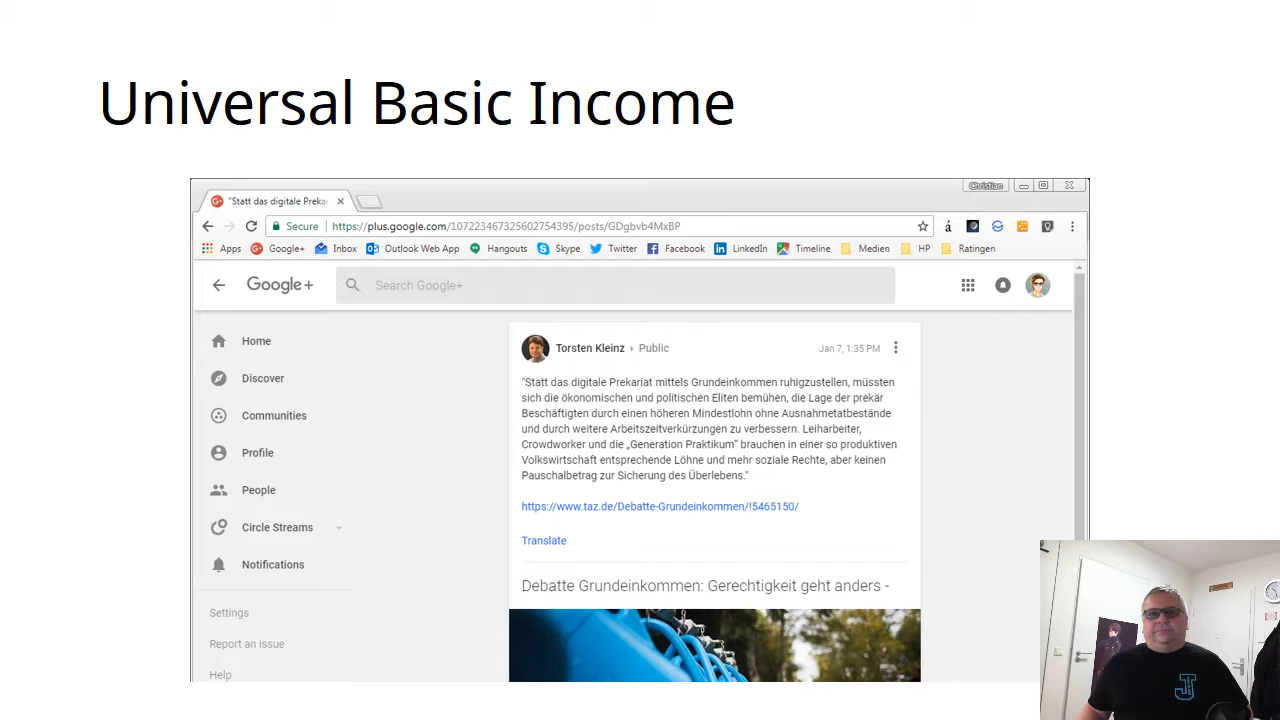 Universal Basic Income
Christian
"Statt das digitale Preka
Secure
https://plus.google.com/107223467325602754395/posts/GDgbvb4MxBP
Apps
Google+
Inbox
Outlook Web App
Hangouts
Skype
Twitter
Facebook
LinkedIn
Timeline
Medien
HP
Ratingen
Google+
Search Google+
Home
Discover
Communities
Profile
People
Circle Streams
Notifications
Settings
Report an issue
Help
Torsten Kleinz
Public
Jan 7, 1:35 PM
"Statt das digitale Prekariat mittels Grundeinkommen ruhigzustellen, müssten
sich die ökonomischen und politischen Eliten bemühen, die Lage der prekär
Beschäftigten durch einen höheren Mindestlohn ohne Ausnahmetatbestände
und durch weitere Arbeitszeitverkürzungen zu verbessern. Leiharbeiter,
Crowdworker und die „Generation Praktikum“ brauchen in einer so produktiven
Volkswirtschaft entsprechende Löhne und mehr soziale Rechte, aber keinen
Pauschalbetrag zur Sicherung des Überlebens."
https://www.taz.de/Debatte-Grundeinkommen/!5465150/
Translate
Debatte Grundeinkommen: Gerechtigkeit geht anders -
J